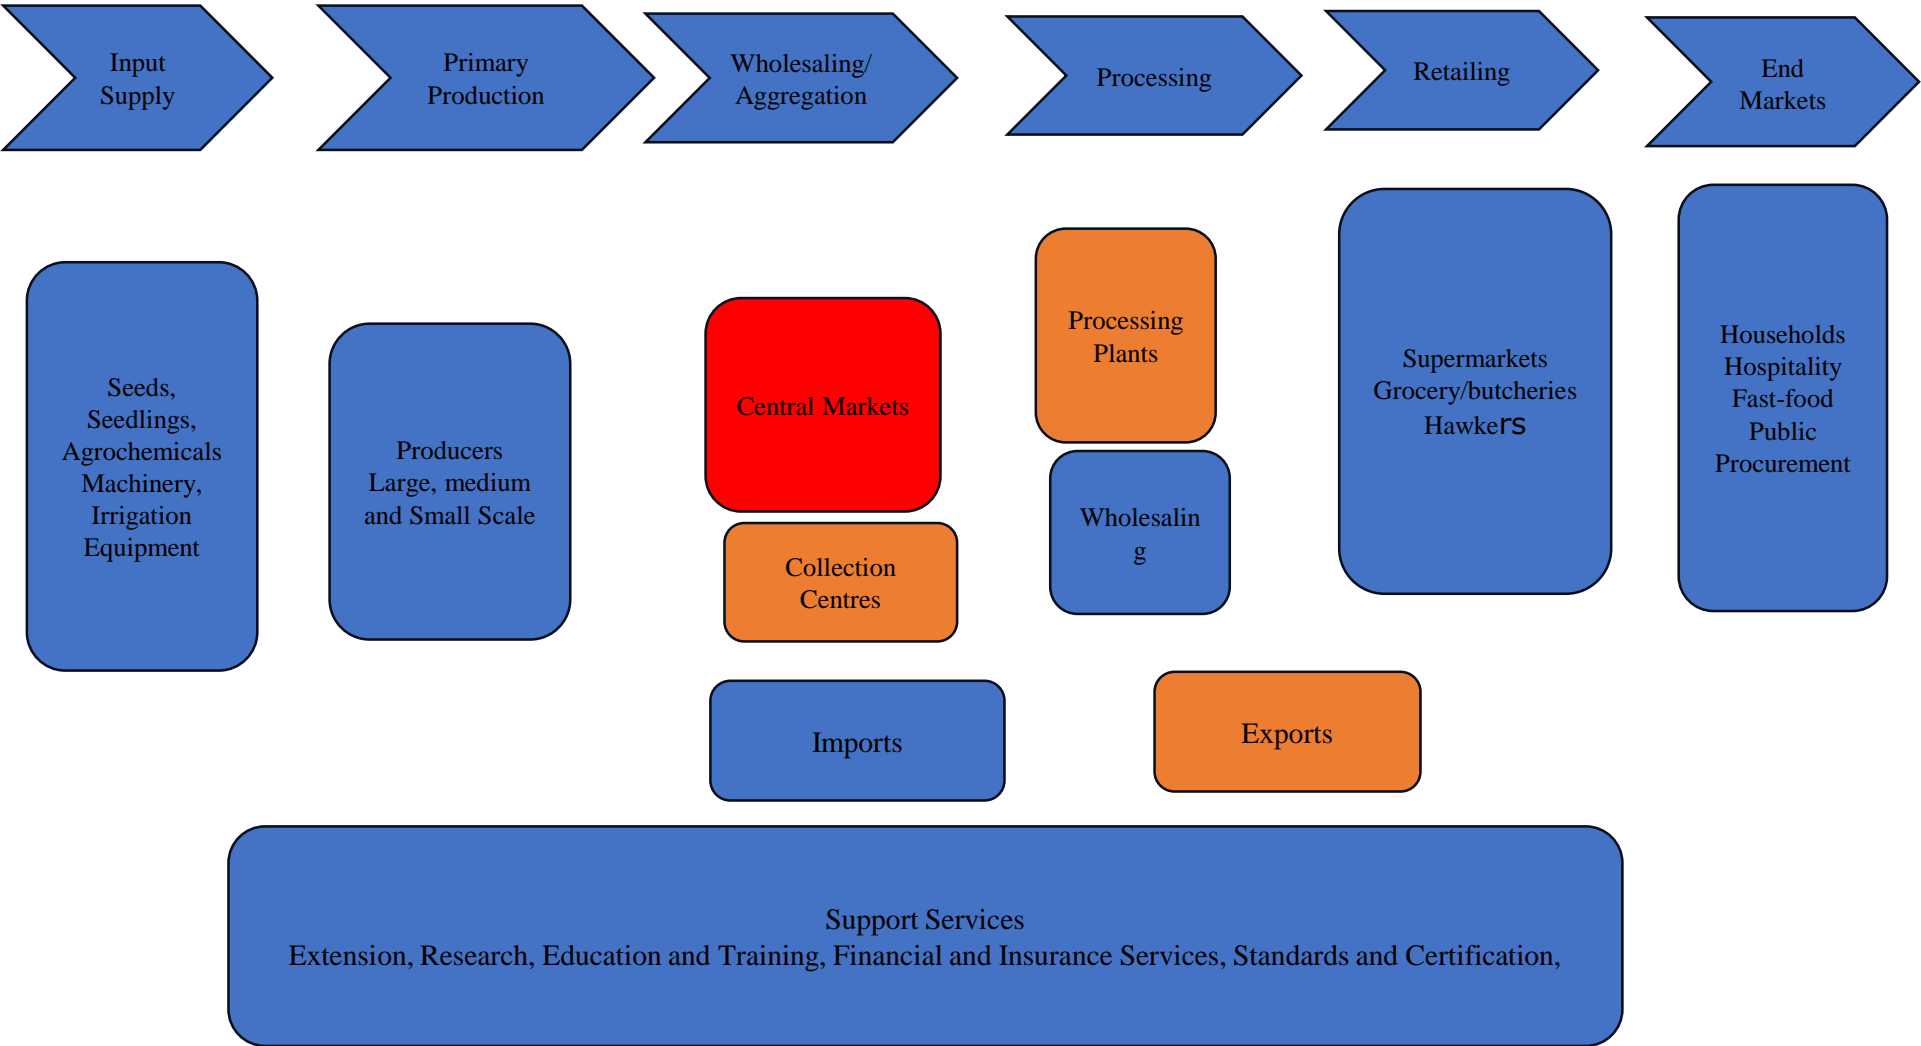 Input
Supply
Primary
Production
Wholesaling/
Aggregation
Processing
Retailing
End
Markets
Seeds,
Seedlings,
Agrochemicals
Machinery,
Irrigation
Equipment
Producers
Large, medium
and Small Scale
Central Markets
Collection
Centres
Processing
Plants
Wholesalin
g
Supermarkets
Grocery/butcheries
Hawkers
Households
Hospitality
Fast-food
Public
Procurement
Imports
Exports
Support Services
Extension, Research, Education and Training, Financial and Insurance Services, Standards and Certification,